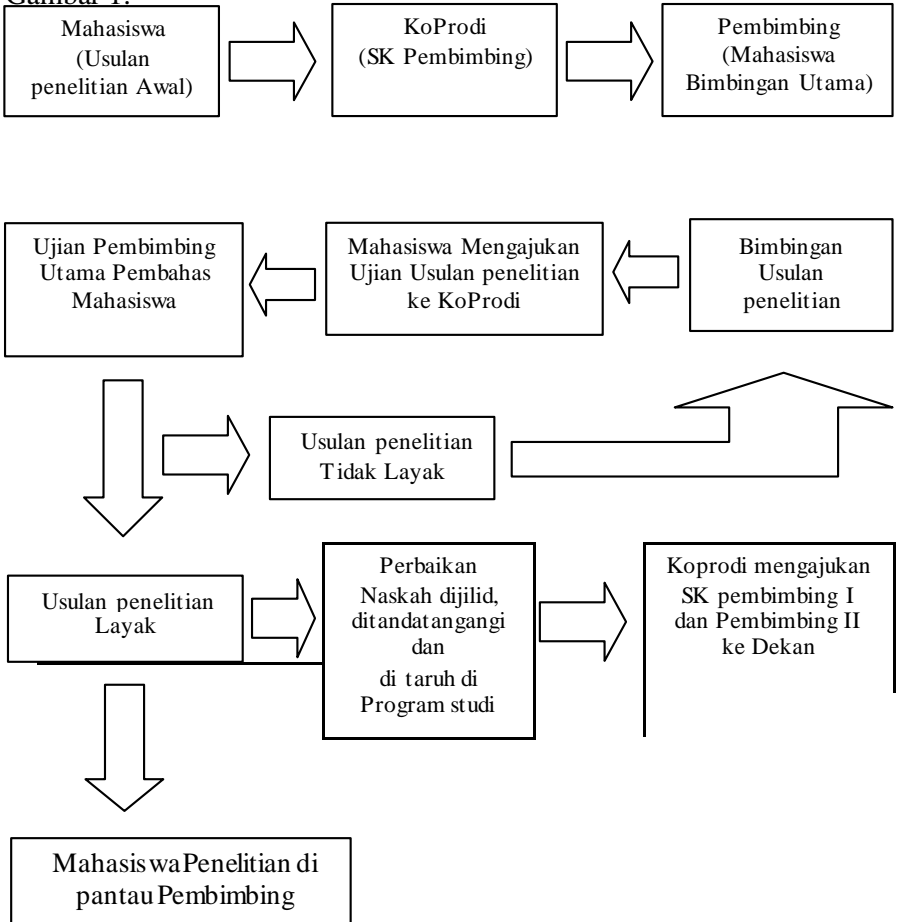 Gambar 1.
Mahasiswa
(Usulan
penelitian Awal)
KoProdi
(SK Pembimbing)
Pembimbing
(Mahasiswa
Bimbingan Utama)
Bimbingan
Usulan
penelitian
Mahasiswa Mengajukan
Ujian Usulan penelitian
ke KoProdi
Ujian Pembimbing
Utama Pembahas
Mahasiswa
Usulan penelitian
Tidak Layak
Usulan penelitian
Layak
Perbaikan
Naskah dijilid,
ditandatangangi
dan
di taruh di
Program studi
Koprodi mengajukan
SK pembimbing I
dan Pembimbing II
ke Dekan
Mahasiswa Penelitian di
pantau Pembimbing